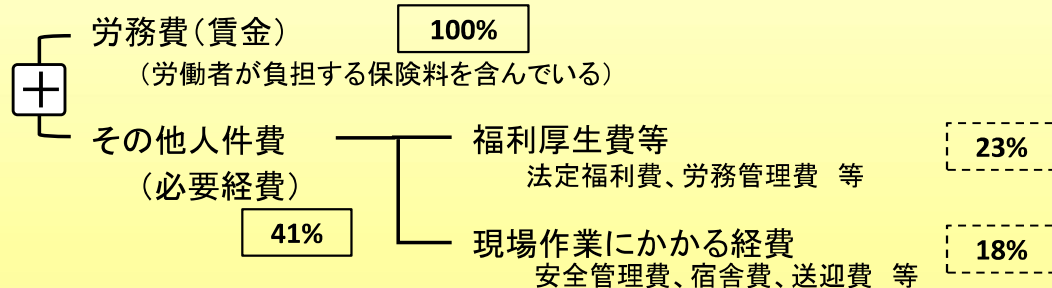 労務費（賃金） 100%
（労働者が負担する保険料を含んでいる）
＋
その他人件費
（必要経費）
41%
福利厚生費等
法定福利費、労務管理費 等
23%
現場作業にかかる経費
安全管理費、宿舎費、送迎費 等
18%